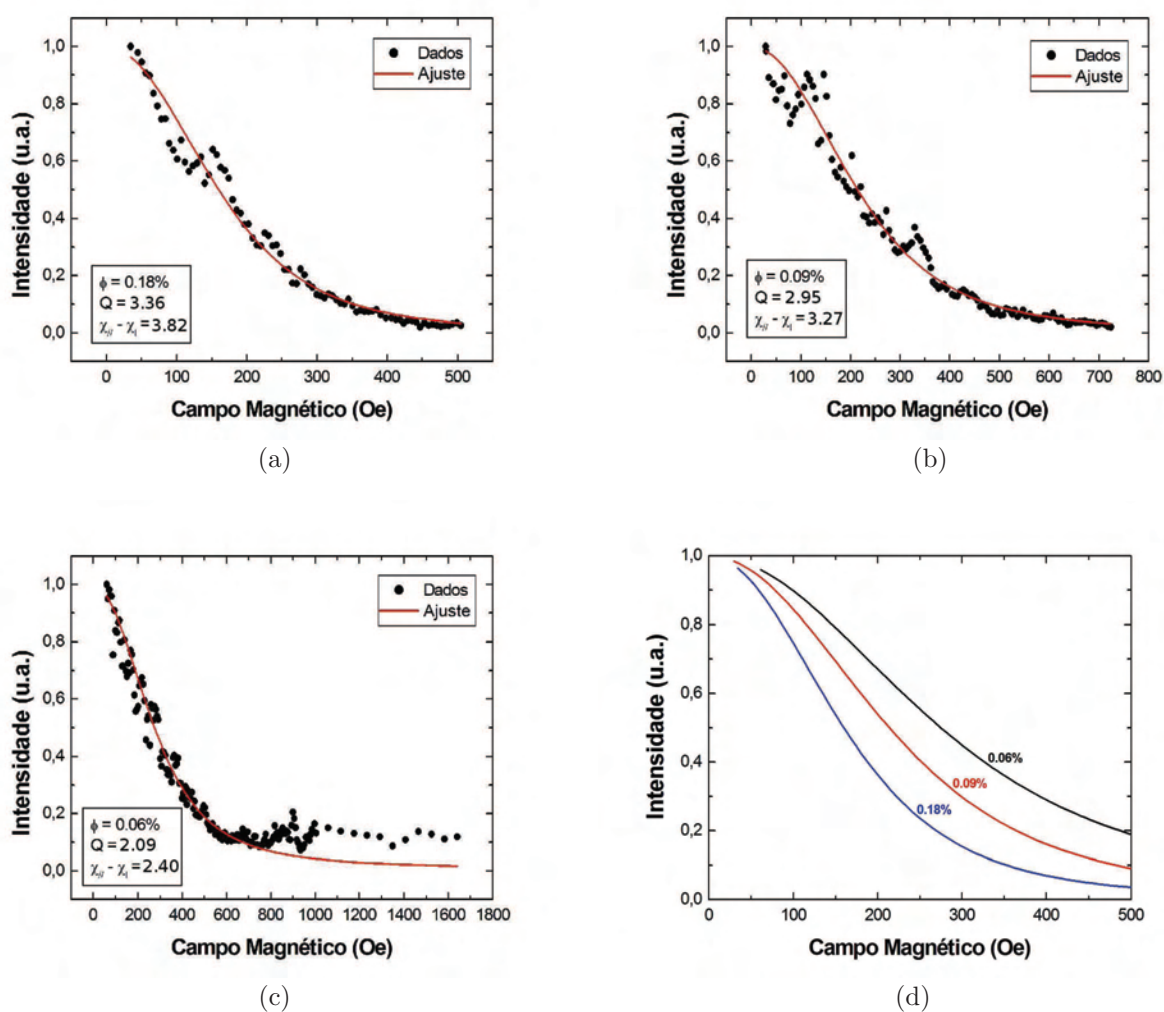 1,0
0,8
0,6
0,4
0,2
0,0
Intensidade (u.a.)
Dados
Ajuste
ϕ = 0.18%
Q = 3.36
χ∥ - χ⊥ = 3.82
0 100 200 300 400 500
Campo Magnético (Oe)
(a)
1,0
0,8
0,6
0,4
0,2
0,0
Intensidade (u.a.)
Dados
Ajuste
ϕ = 0.09%
Q = 2.95
χ∥ - χ⊥ = 3.27
0 100 200 300 400 500 600 700 800
Campo Magnético (Oe)
(b)
1,0
0,8
0,6
0,4
0,2
0,0
Intensidade (u.a.)
Dados
Ajuste
ϕ = 0.06%
Q = 2.09
χ∥ - χ⊥ = 2.40
0 200 400 600 800 1000 1200 1400 1600 1800
Campo Magnético (Oe)
(c)
1,0
0,8
0,6
0,4
0,2
0,0
Intensidade (u.a.)
0.06%
0.09%
0.18%
0 100 200 300 400 500
Campo Magnético (Oe)
(d)